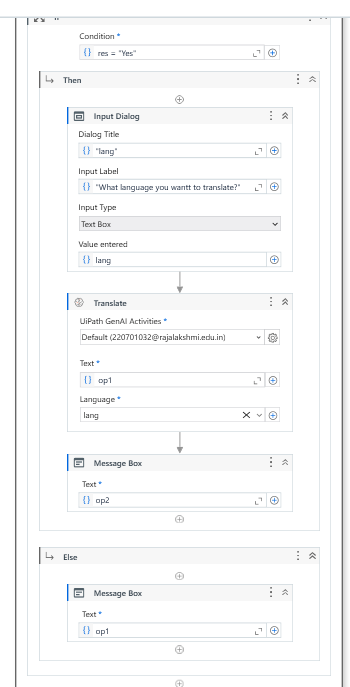 Condition *
{} res = "Yes"
Then
Input Dialog
Dialog Title
{} "lang"
Input Label
{} "What language you wantt to translate?"
Input Type
Text Box
Value entered
{} lang
Translate
UiPath GenAI Activities *
Default (220701032@rajalakshmi.edu.in)
Text *
{} op1
Language *
lang
Message Box
Text *
{} op2
Else
Message Box
Text *
{} op1